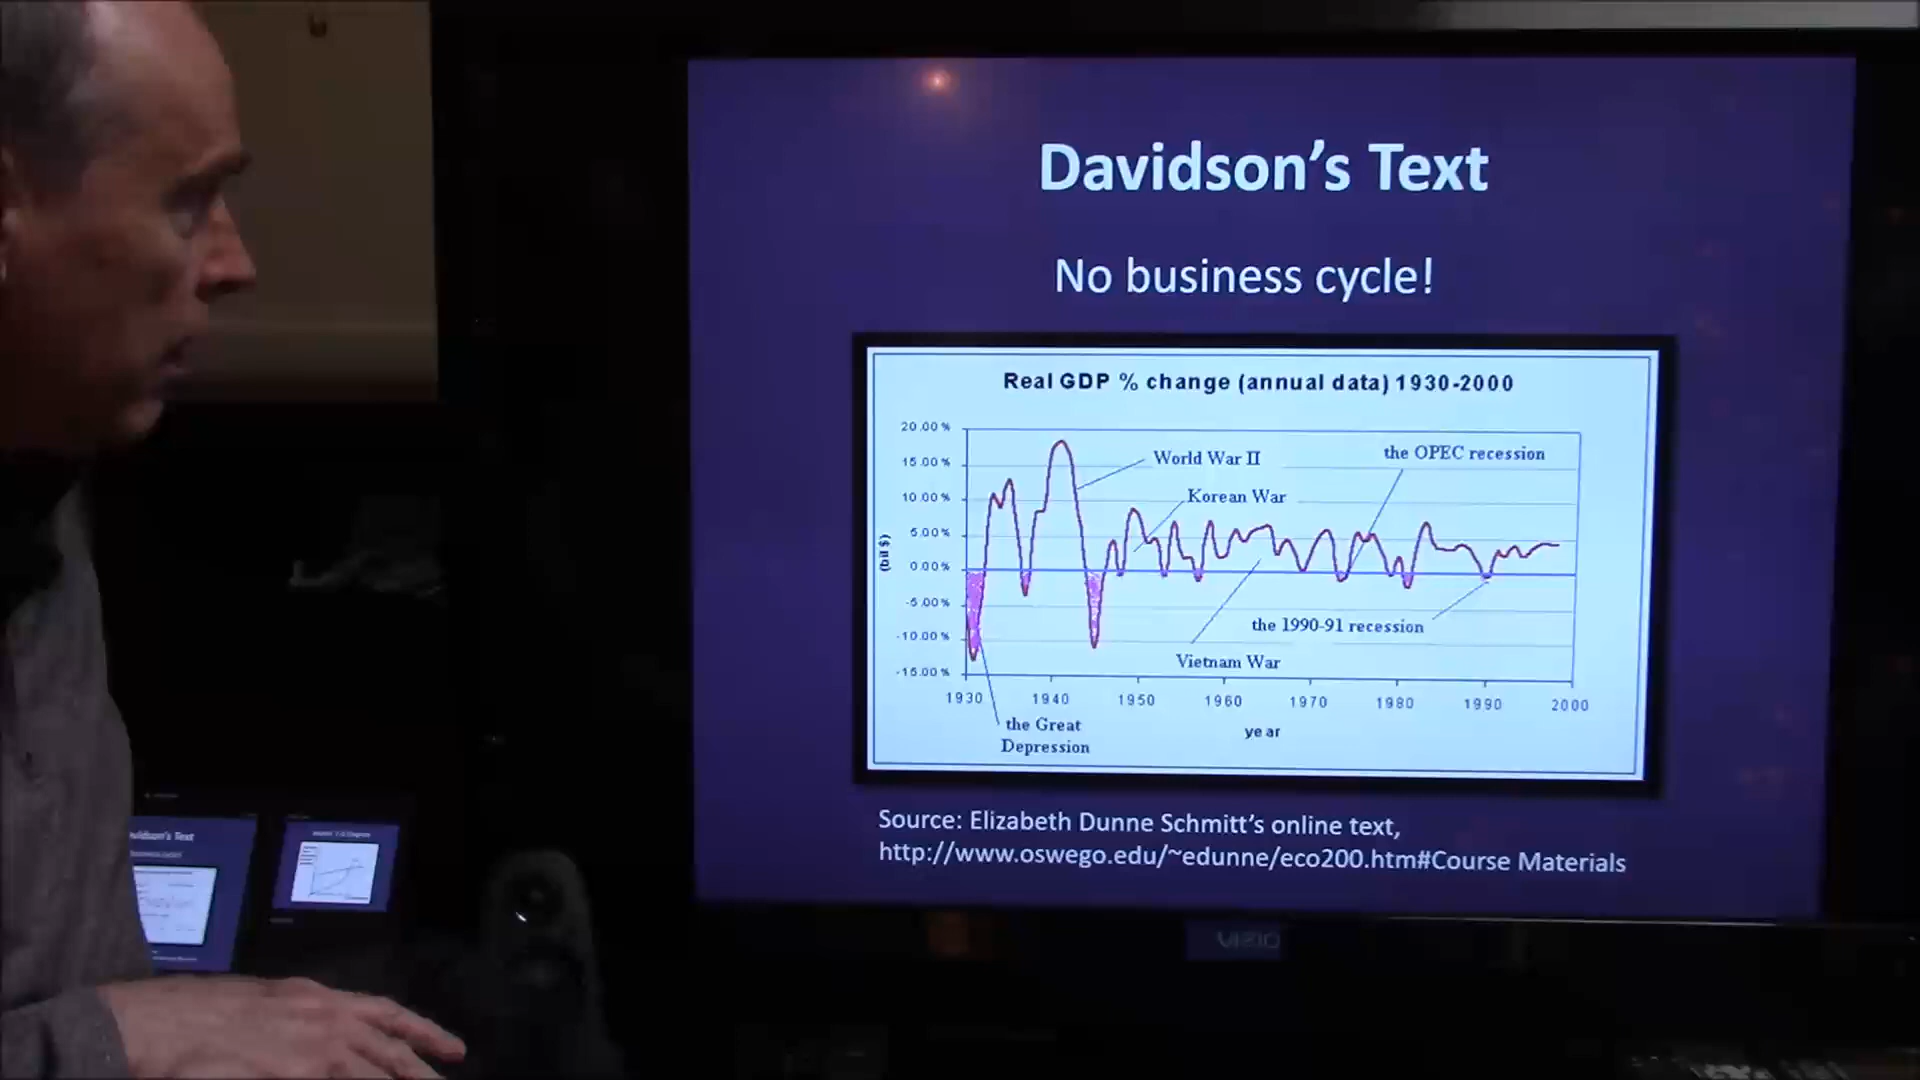 Davidson's Text
No business cycle!
Real GDP % change (annual data) 1930-2000
20.00%
15.00%
10.00%
5.00%
0.00%
-5.00%
-10.00%
-15.00%
(bil $)
World War II
Korean War
the OPEC recession
the 1990-91 recession
Vietnam War
1930 1940 1950 1960 1970 1980 1990 2000
the Great
Depression
year
Source: Elizabeth Dunne Schmitt's online text,
http://www.oswego.edu/~edunne/eco200.htm#Course Materials
VIZIO